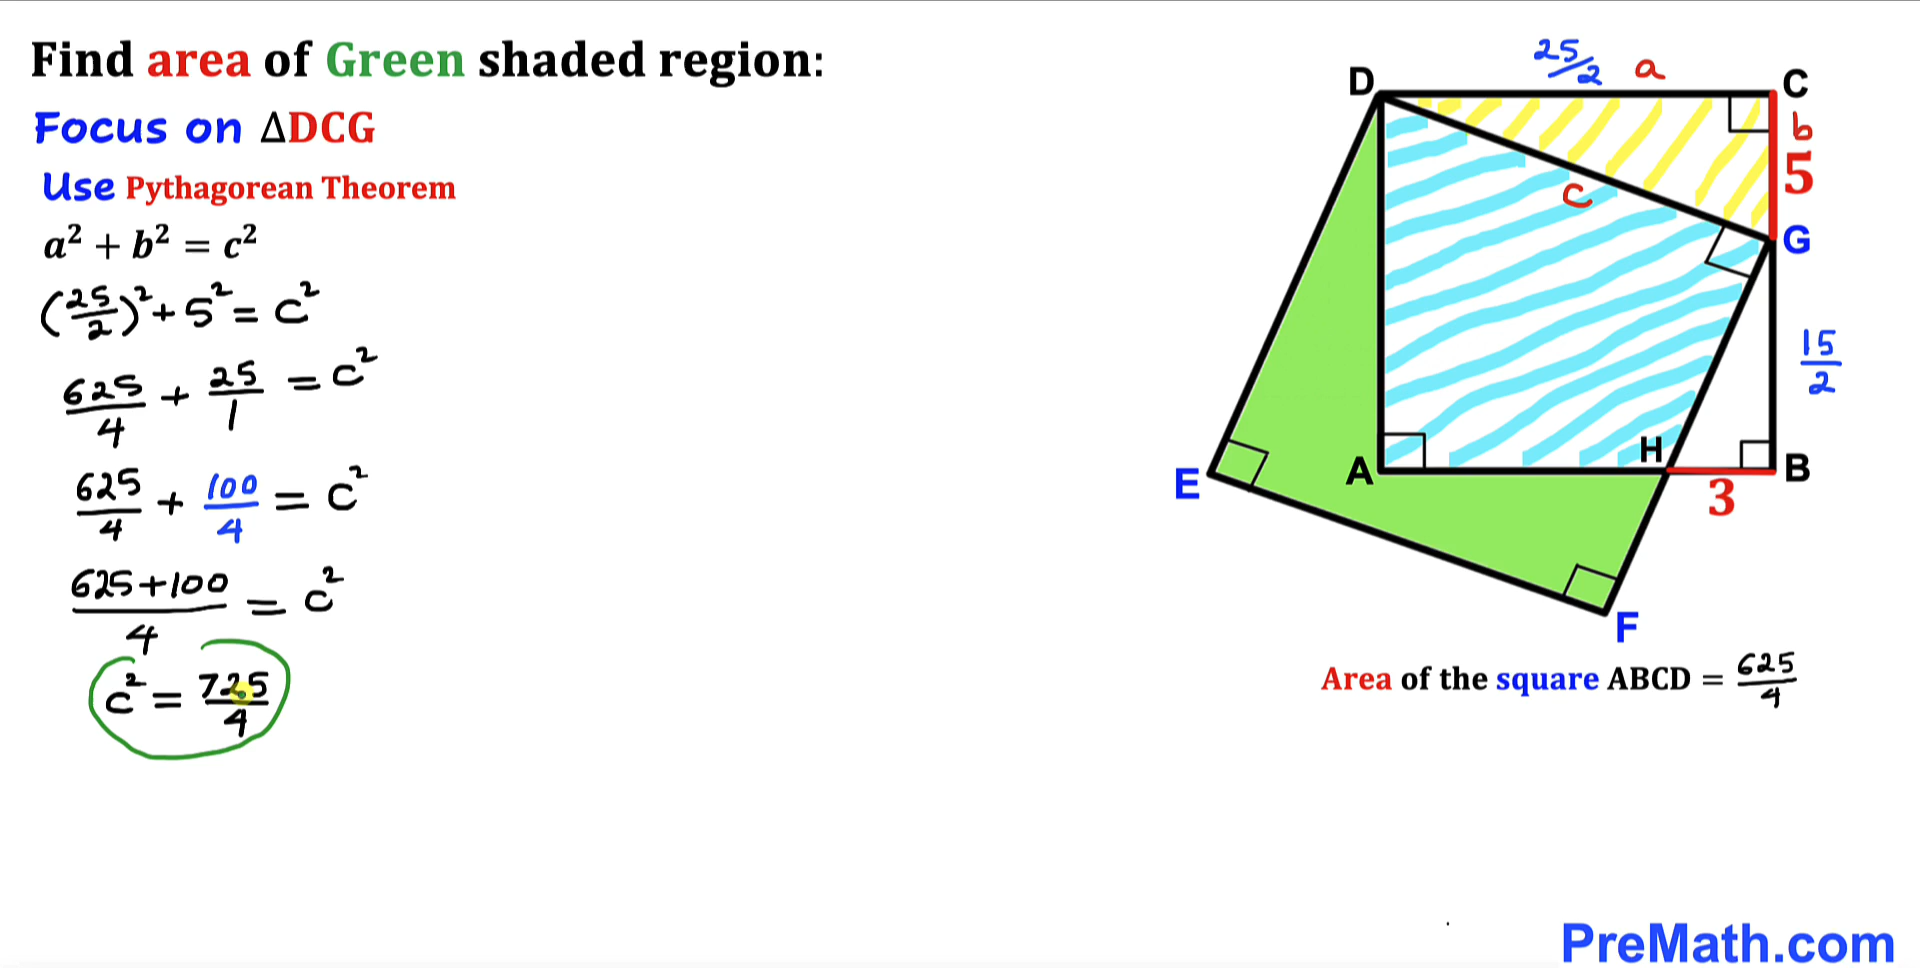 Find area of Green shaded region:
Focus on ΔDCG
Use Pythagorean Theorem
a² + b² = c²
(25/2)² + 5² = c²
625/4 + 25/1 = c²
625/4 + 100/4 = c²
625+100/4 = c²
c² = 725/4
25/2 a
D
C
b
5
c
G
15/2
H
E
A
B
3
F
Area of the square ABCD = 625/4
PreMath.com